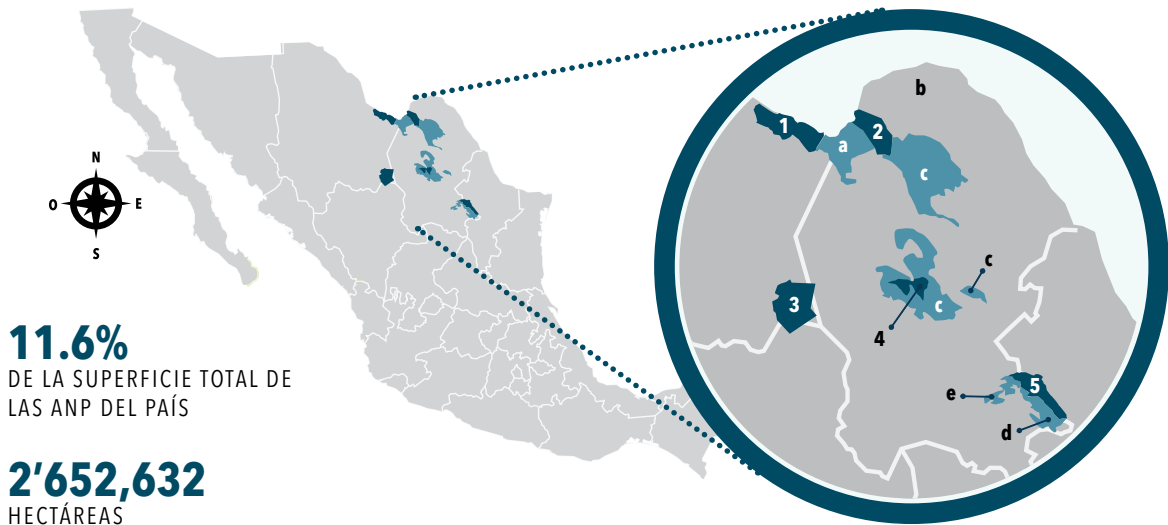 N
O
E
S
11.6%
DE LA SUPERFICIE TOTAL DE
LAS ANP DEL PAÍS
2’652,632
HECTÁREAS
b
1
2
a
c
c
3
c
4
5
e
d